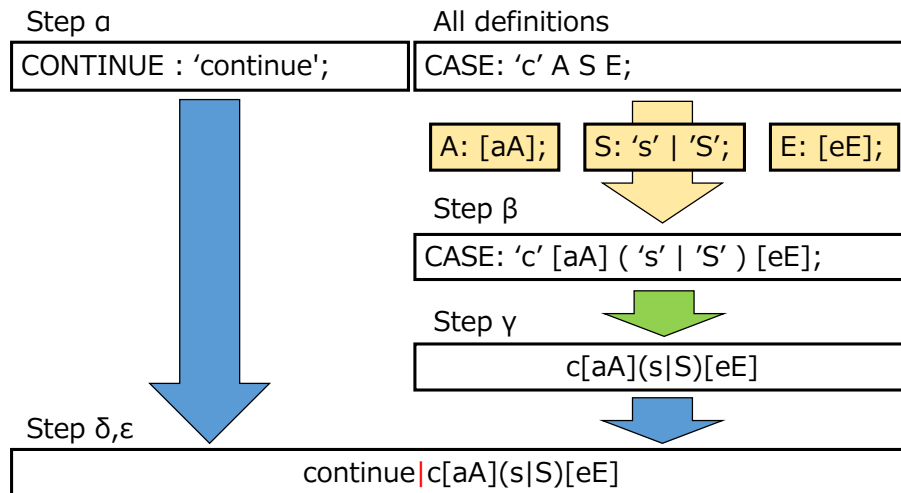 Step α
All definitions
CONTINUE : ‘continue';
CASE: ‘c’ A S E;
A: [aA];
S: ‘s’ | ’S’;
E: [eE];
Step β
CASE: ‘c’ [aA] ( ‘s’ | ’S’ ) [eE];
Step γ
c[aA](s|S)[eE]
Step δ,ε
continue|c[aA](s|S)[eE]